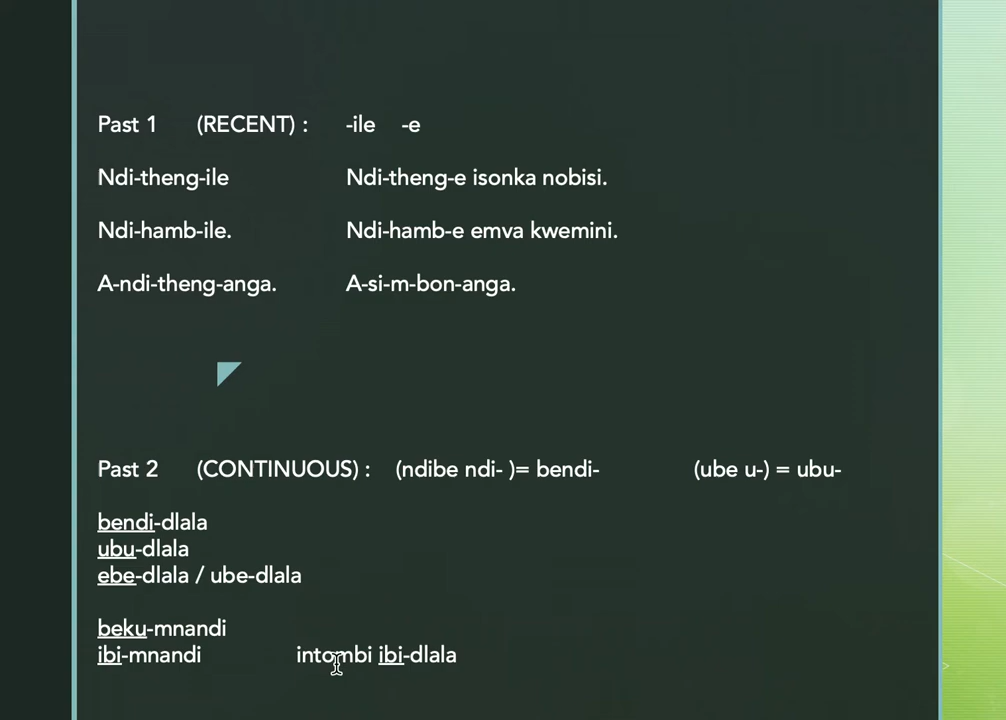 Past 1 (RECENT) : -ile -e
Ndi-theng-ile Ndi-theng-e isonka nobisi.
Ndi-hamb-ile. Ndi-hamb-e emva kwemini.
A-ndi-theng-anga. A-si-m-bon-anga.
Past 2 (CONTINUOUS) : (ndibe ndi- )= bendi- (ube u-) = ubu-
bendi-dlala
ubu-dlala
ebe-dlala / ube-dlala
beku-mnandi
ibi-mnandi intombi ibi-dlala